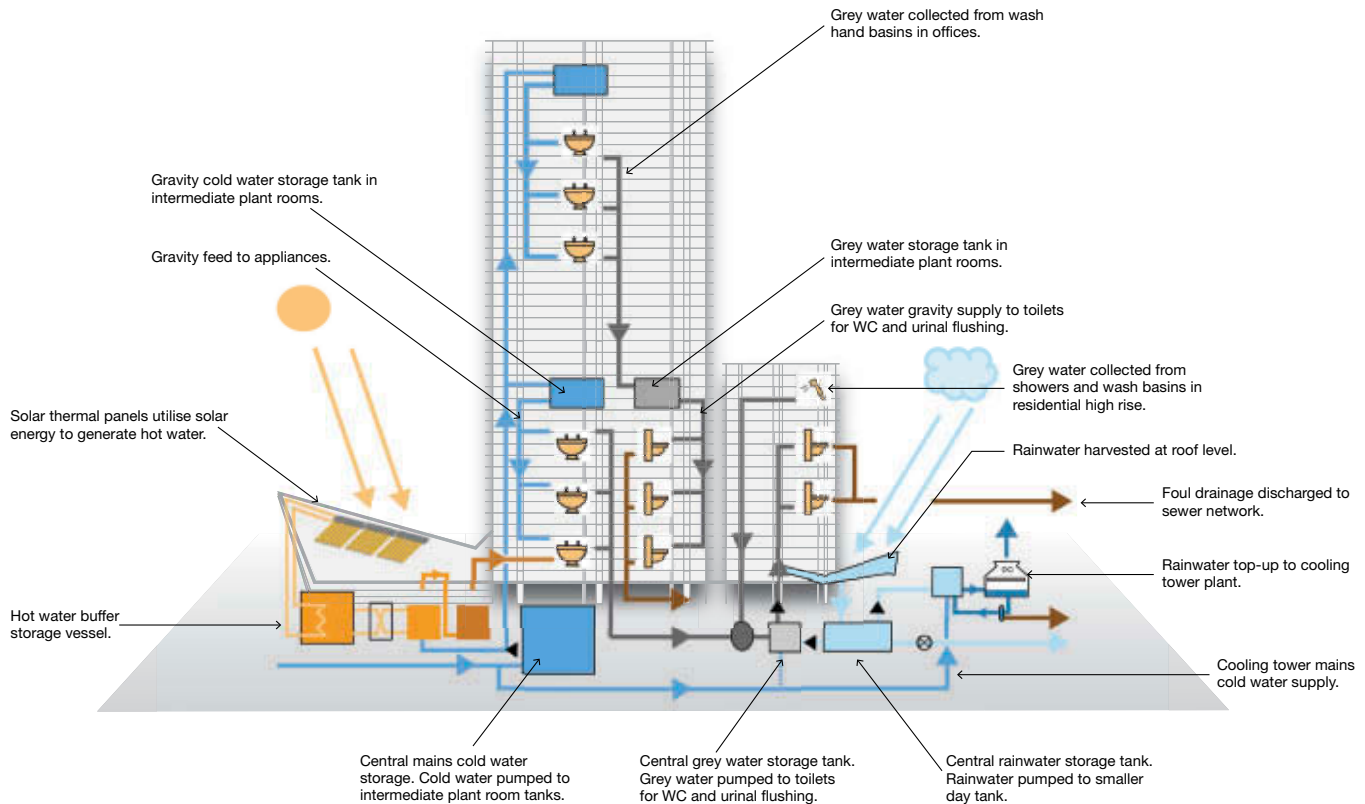 Grey water collected from wash
hand basins in offices.
Gravity cold water storage tank in
intermediate plant rooms.
Gravity feed to appliances.
Grey water storage tank in
intermediate plant rooms.
Grey water gravity supply to toilets
for WC and urinal flushing.
Grey water collected from
showers and wash basins in
residential high rise.
Solar thermal panels utilise solar
energy to generate hot water.
Rainwater harvested at roof level.
Foul drainage discharged to
sewer network.
Rainwater top-up to cooling
tower plant.
Hot water buffer
storage vessel.
Cooling tower mains
cold water supply.
Central mains cold water
storage. Cold water pumped to
intermediate plant room tanks.
Central grey water storage tank.
Grey water pumped to toilets
for WC and urinal flushing.
Central rainwater storage tank.
Rainwater pumped to smaller
day tank.